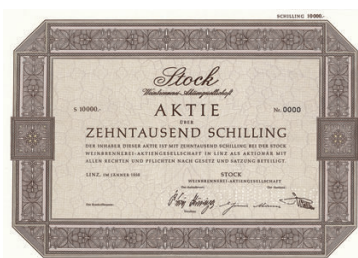 SCHILLING 10000.-
Stock
Weinbrennerei-Aktiengesellschaft
S 10000.- AKTIE Nr. 0000
ÜBER
ZEHNTAUSEND SCHILLING
DER INHABER DIESER AKTIE IST MIT ZEHNTAUSEND SCHILLING BEI DER STOCK
WEINBRENNEREI-AKTIENGESELLSCHAFT IN LINZ ALS AKTIONÄR MIT
ALLEN RECHTEN UND PFLICHTEN NACH GESETZ UND SATZUNG BETEILIGT.
LINZ, IM JÄNNER STOCK
WEINBRENNEREI-AKTIENGESELLSCHAFT